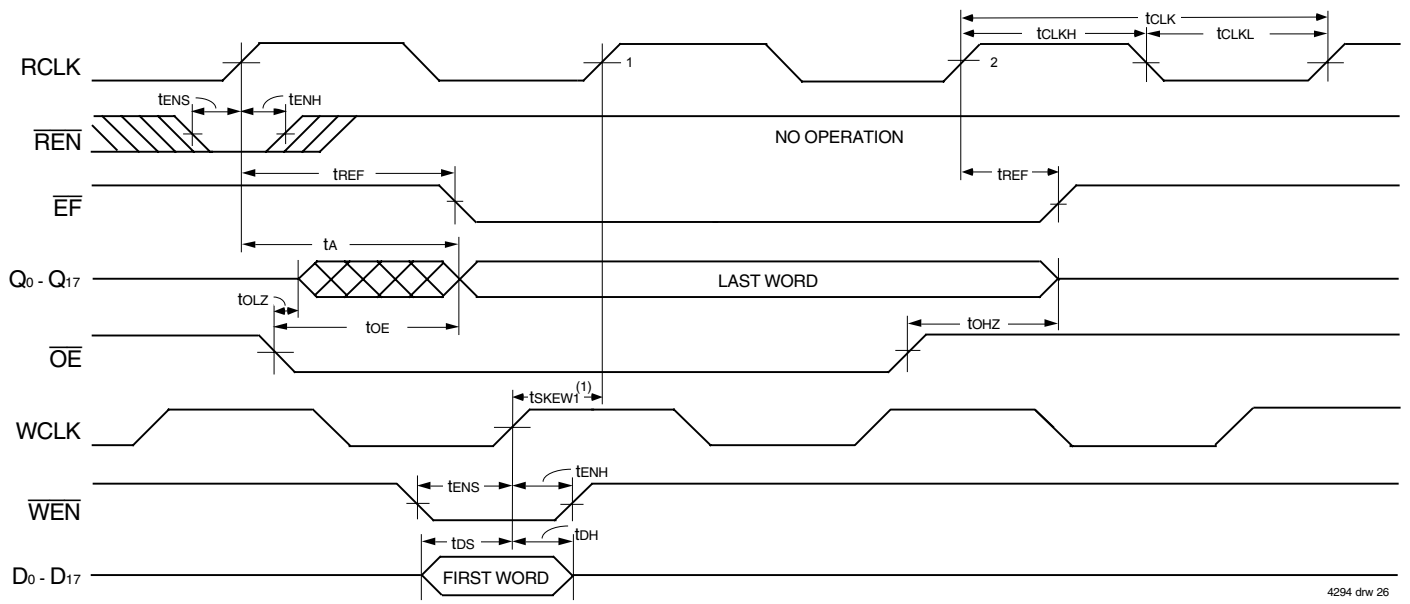 tCLK
tCLKH tCLKL
RCLK 1 2
tENS tENH
REN NO OPERATION
tREF tREF
EF
tA
Q0 - Q17 LAST WORD
tOLZ
tOE tOHZ
OE
tSKEW1(1)
WCLK
tENS tENH
WEN
tDS tDH
D0 - D17 FIRST WORD
4294 drw 26